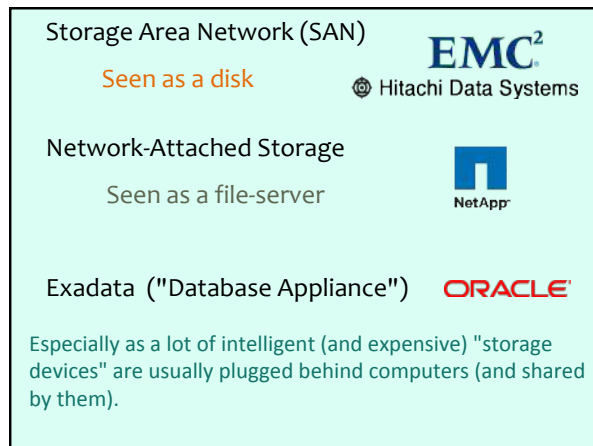 Storage Area Network (SAN)
EMC²
Seen as a disk
Hitachi Data Systems
Network-Attached Storage
Seen as a file-server
NetApp™
Exadata ("Database Appliance")
ORACLE®
Especially as a lot of intelligent (and expensive) "storage
devices" are usually plugged behind computers (and shared
by them).